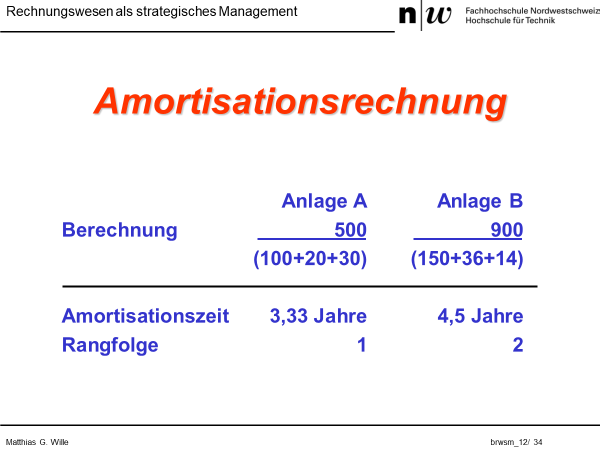 Rechnungswesen als strategisches Management
n|w Fachhochschule Nordwestschweiz
Hochschule für Technik
Amortisationsrechnung
Anlage A Anlage B
Berechnung 500 900
(100+20+30) (150+36+14)
Amortisationszeit 3,33 Jahre 4,5 Jahre
Rangfolge 1 2
Matthias G. Wille brwsm_12/ 34